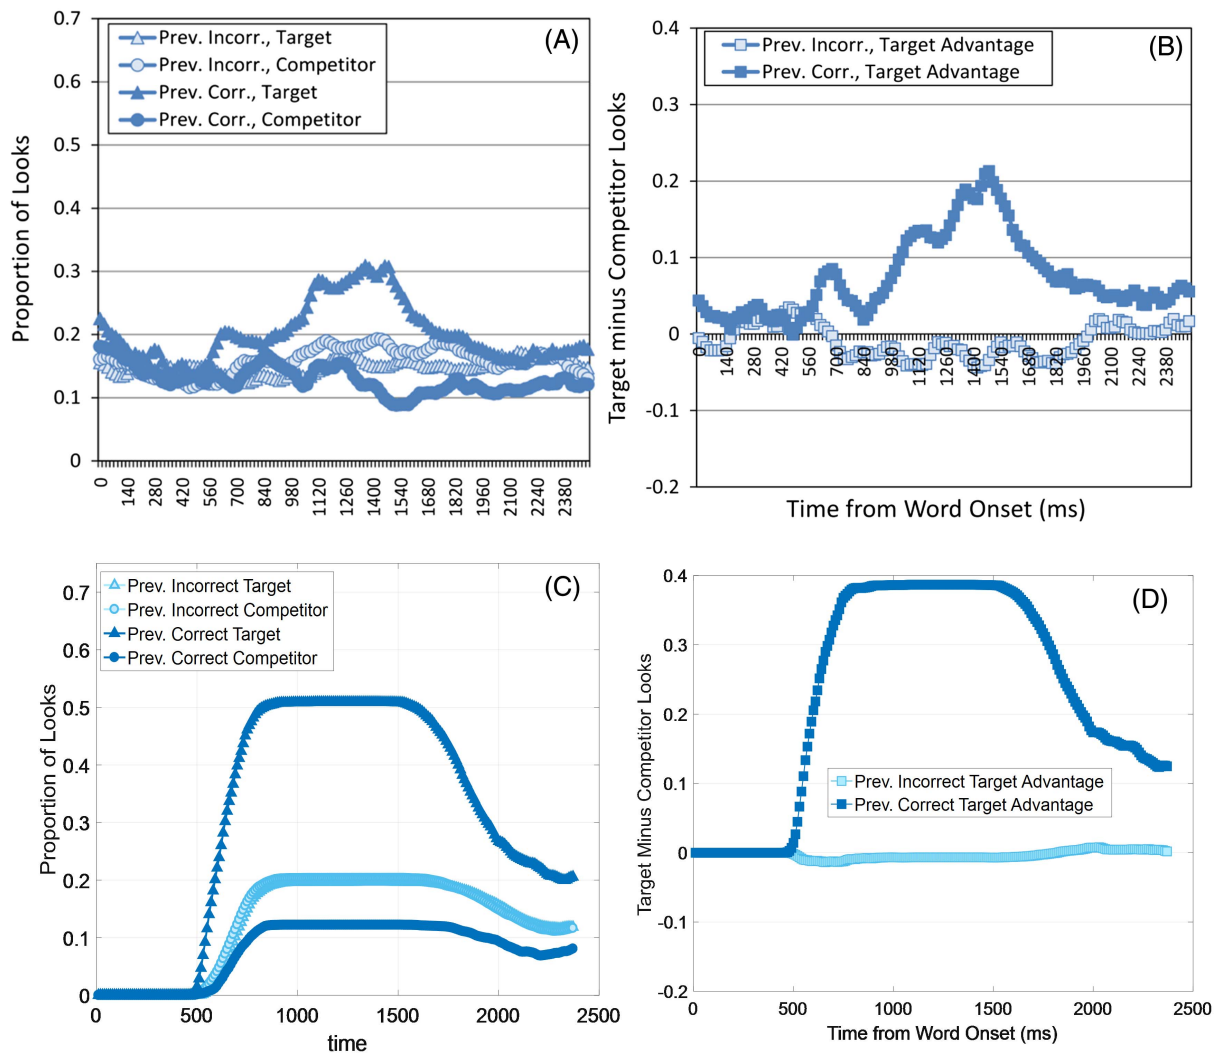 (A)
Prev. Incorr., Target
Prev. Incorr., Competitor
Prev. Corr., Target
Prev. Corr., Competitor
Proportion of Looks
0.7
0.6
0.5
0.4
0.3
0.2
0.1
0
0 140 280 420 560 700 840 980 1120 1260 1400 1540 1680 1820 1960 2100 2240 2380
(B)
Prev. Incorr., Target Advantage
Prev. Corr., Target Advantage
Target minus Competitor Looks
0.4
0.3
0.2
0.1
0
-0.1
-0.2
0 140 280 420 560 700 840 980 1120 1260 1400 1540 1680 1820 1960 2100 2240 2380
Time from Word Onset (ms)
(C)
Prev. Incorrect Target
Prev. Incorrect Competitor
Prev. Correct Target
Prev. Correct Competitor
Proportion of Looks
0.7
0.6
0.5
0.4
0.3
0.2
0.1
0
0 500 1000 1500 2000 2500
time
(D)
Target Minus Competitor Looks
0.4
0.3
0.2
0.1
0
-0.1
-0.2
Prev. Incorrect Target Advantage
Prev. Correct Target Advantage
0 500 1000 1500 2000 2500
Time from Word Onset (ms)